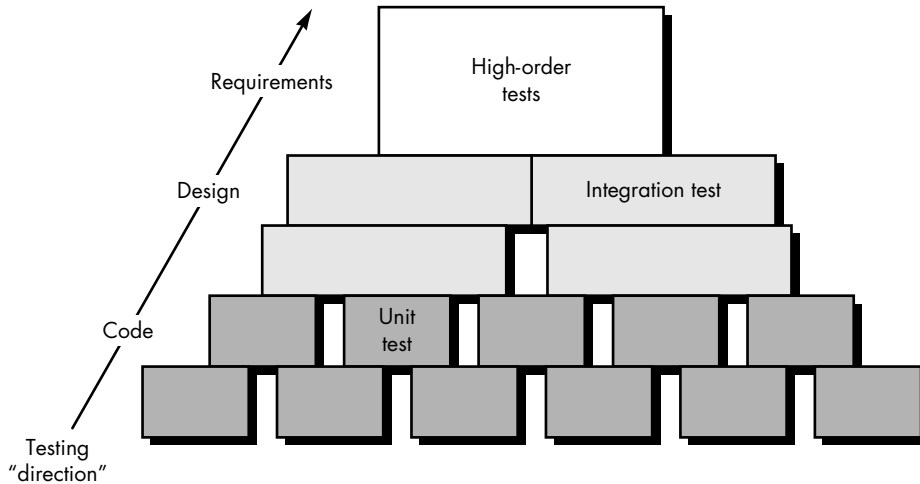 High-order
tests
Requirements
Design
Integration test
Unit
test
Code
Testing
“direction”